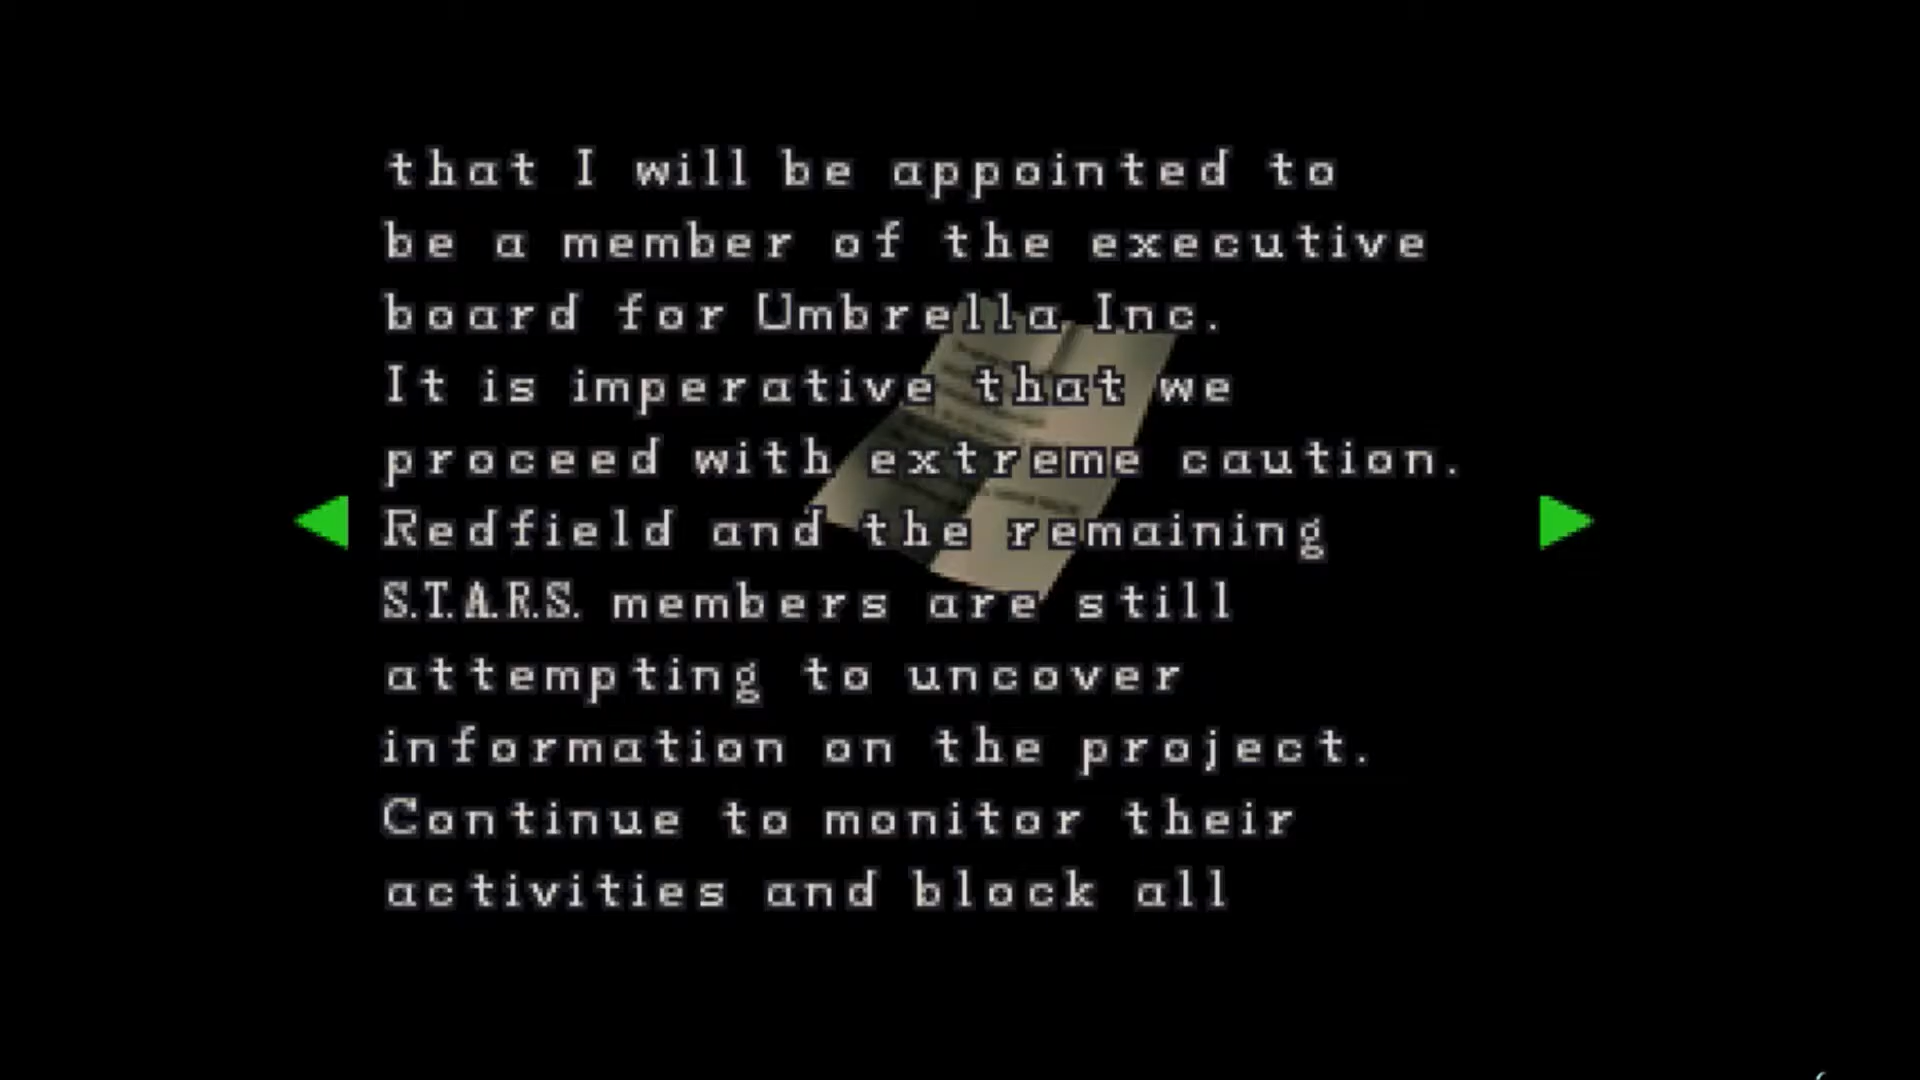 that I will be appointed to
be a member of the executive
board for Umbrella Inc.
It is imperative that we
proceed with extreme caution.
Redfield and the remaining
S.T.A.R.S. members are still
attempting to uncover
information on the project.
Continue to monitor their
activities and block all